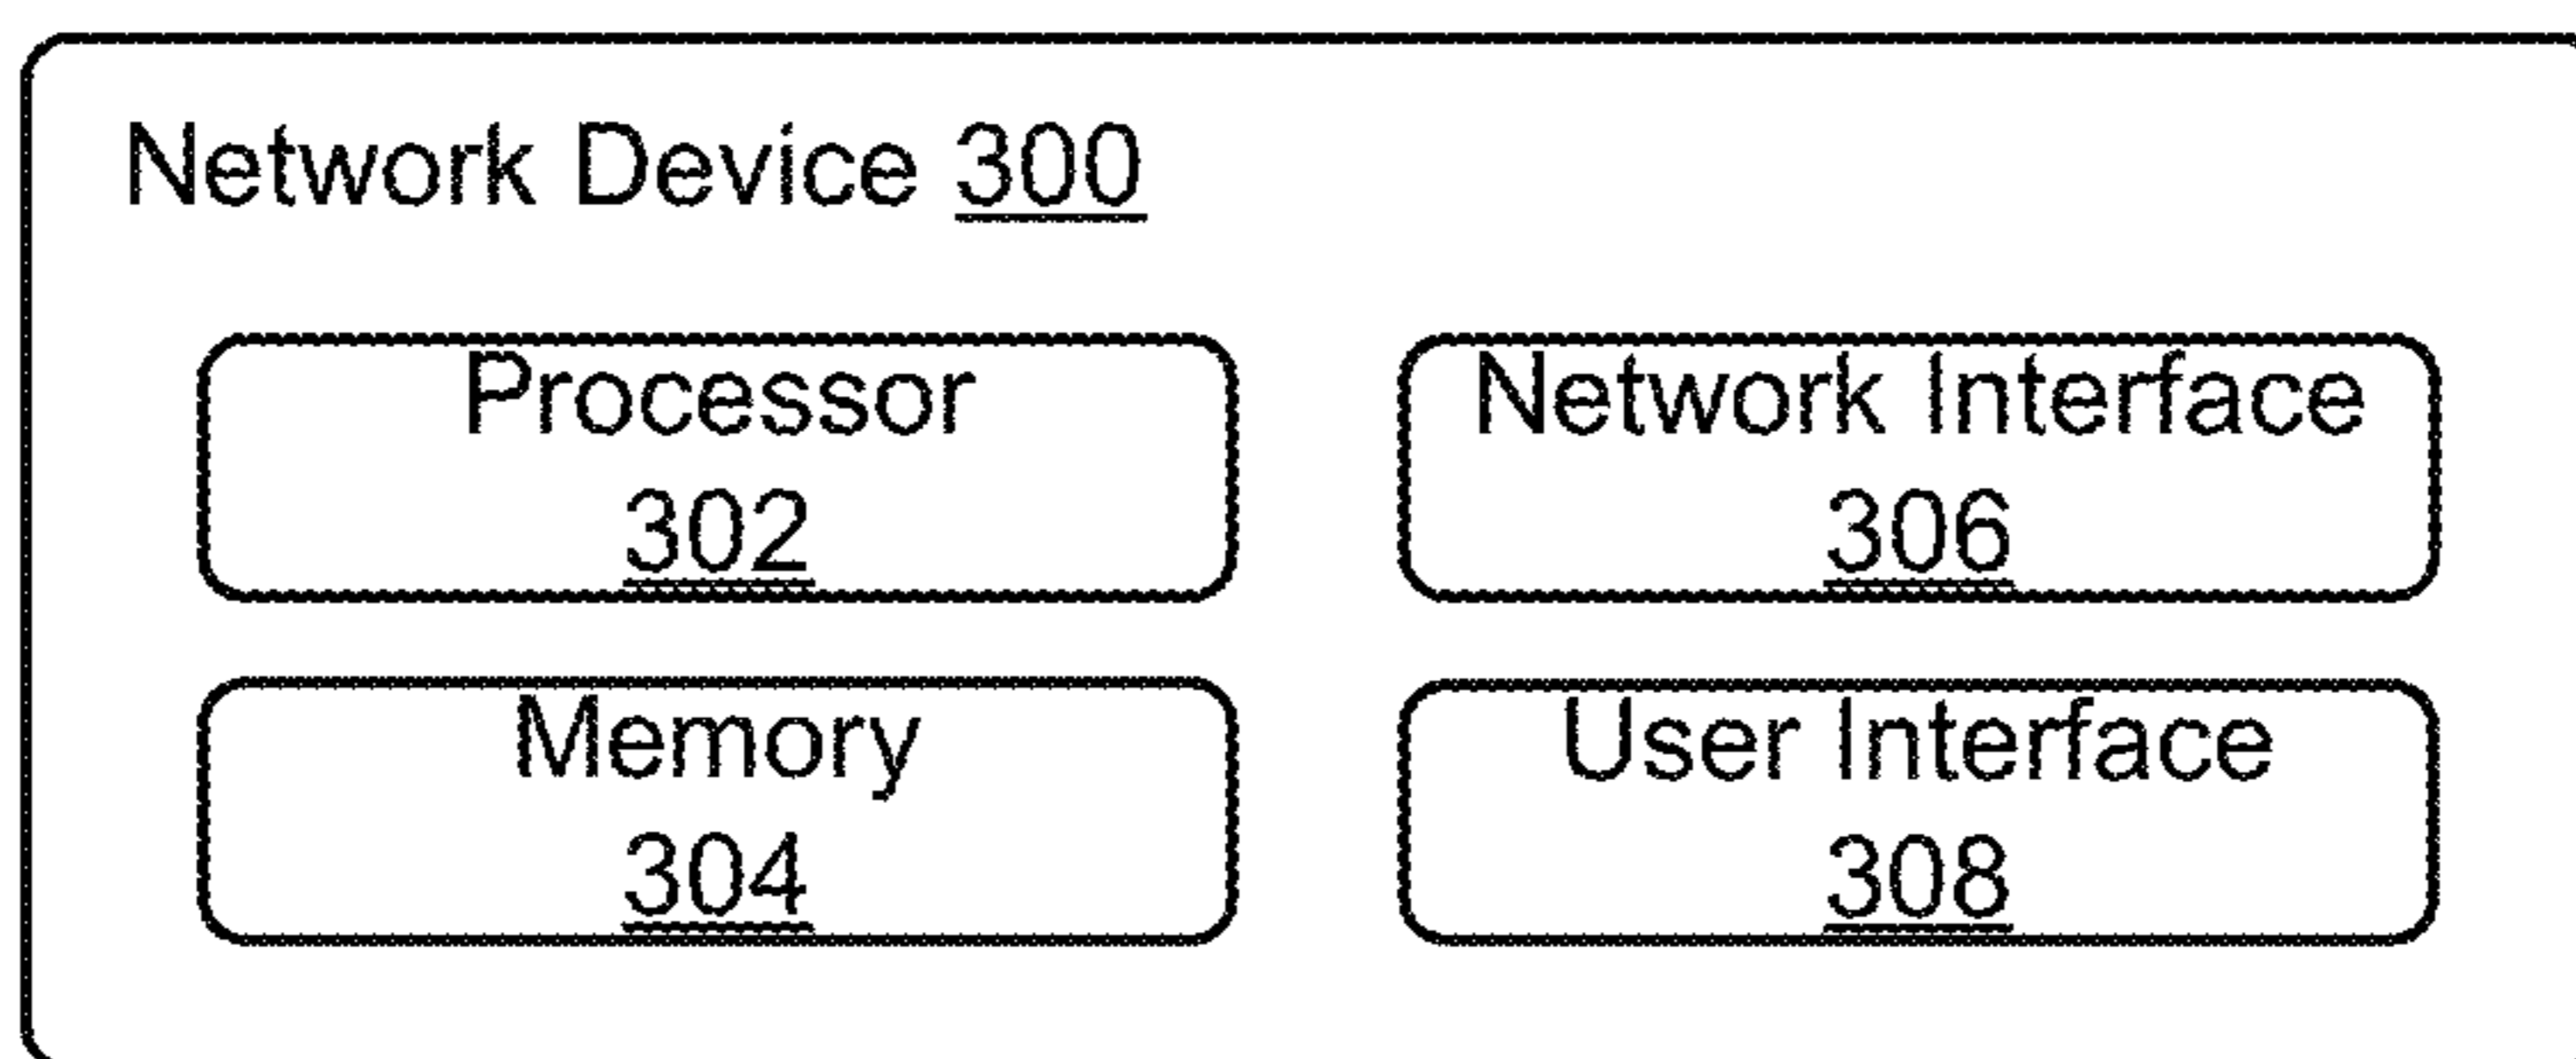 Network Device 300
Processor
302
Network Interface
306
Memory
304
User Interface
308